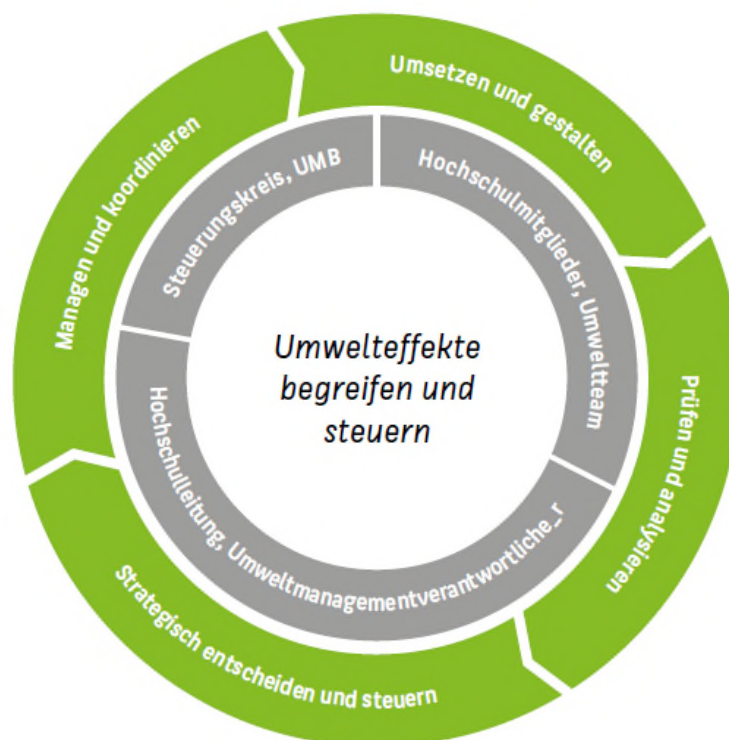 Umsetzen und gestalten
Prüfen und analysieren
Strategisch entscheiden und steuern
Managen und koordinieren
Hochschulmitglieder, Umweltteam
Hochschulleitung, Umweltmanagementverantwortliche_r
Steuerungskreis, UMB
Umwelteffekte
begreifen und
steuern